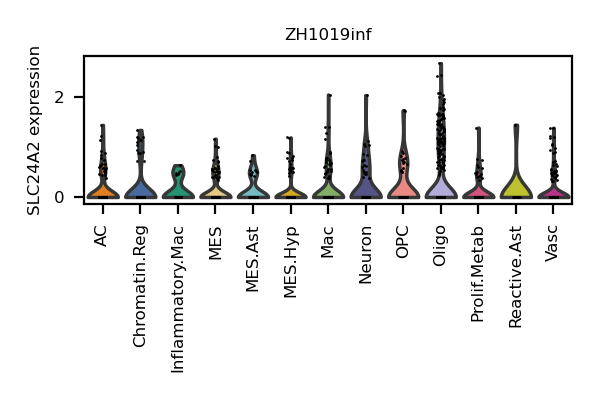 ZH1019inf
SLC24A2 expression
2
0
AC
Chromatin.Reg
Inflammatory.Mac
MES
MES.Ast
MES.Hyp
Mac
Neuron
OPC
Oligo
Prolif.Metab
Reactive.Ast
Vasc